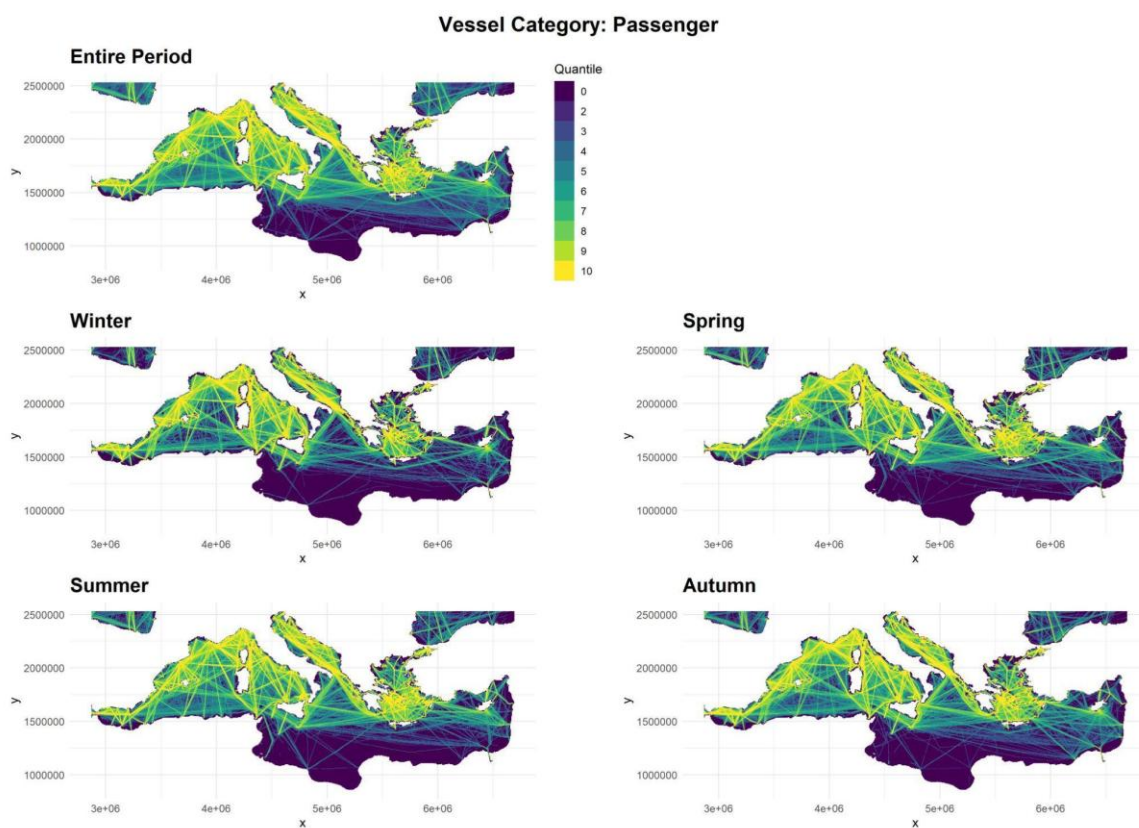 Vessel Category: Passenger
Entire Period
Quantile
0
2
3
4
5
6
7
8
9
10
2500000
2000000
1500000
1000000
y
3e+06 4e+06 5e+06 6e+06
x
Winter
2500000
2000000
1500000
1000000
y
3e+06 4e+06 5e+06 6e+06
x
Spring
2500000
2000000
1500000
1000000
y
3e+06 4e+06 5e+06 6e+06
x
Summer
2500000
2000000
1500000
1000000
y
3e+06 4e+06 5e+06 6e+06
x
Autumn
2500000
2000000
1500000
1000000
y
3e+06 4e+06 5e+06 6e+06
x